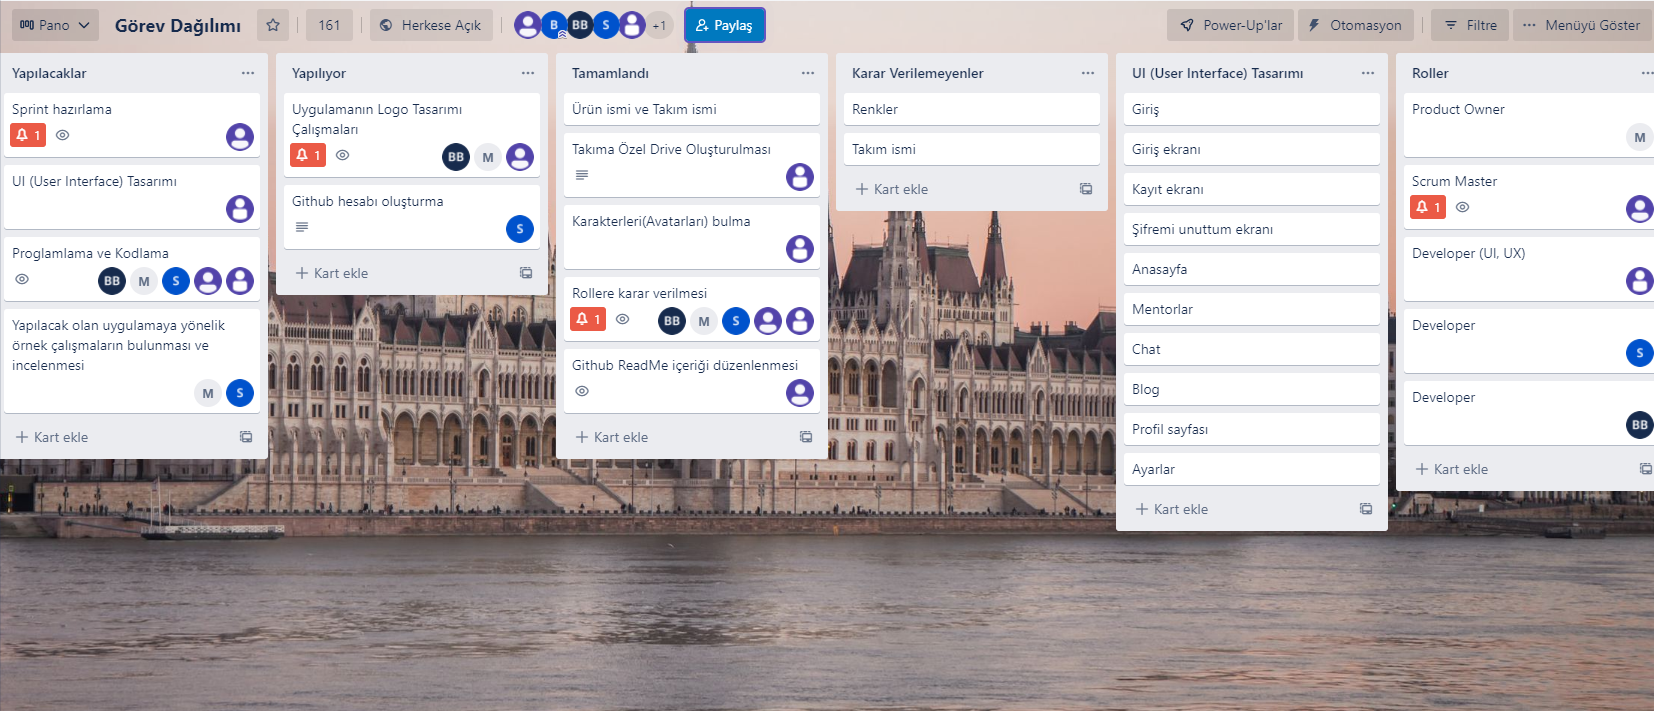 Pano
Görev Dağılımı
161
Herkese Açık
B
BB
S
+1
Paylaş
Power-Up'lar
Otomasyon
Filtre
Menüyü Göster
Yapılacaklar
Sprint hazırlama
1
UI (User Interface) Tasarımı
Proglamlama ve Kodlama
BB M S
Yapılacak olan uygulamaya yönelik
örnek çalışmaların bulunması ve
incelenmesi
M S
Kart ekle
Yapılıyor
Uygulamanın Logo Tasarımı
Çalışmaları
1
BB M
Github hesabı oluşturma
S
Kart ekle
Tamamlandı
Ürün ismi ve Takım ismi
Takıma Özel Drive Oluşturulması
Karakterleri(Avatarları) bulma
Rollere karar verilmesi
1
BB M S
Github ReadMe içeriği düzenlenmesi
Kart ekle
Karar Verilemeyenler
Renkler
Takım ismi
Kart ekle
UI (User Interface) Tasarımı
Giriş
Giriş ekranı
Kayıt ekranı
Şifremi unuttum ekranı
Anasayfa
Mentorlar
Chat
Blog
Profil sayfası
Ayarlar
Kart ekle
Roller
Product Owner
M
Scrum Master
1
Developer (UI, UX)
Developer
S
Developer
BB
Kart ekle